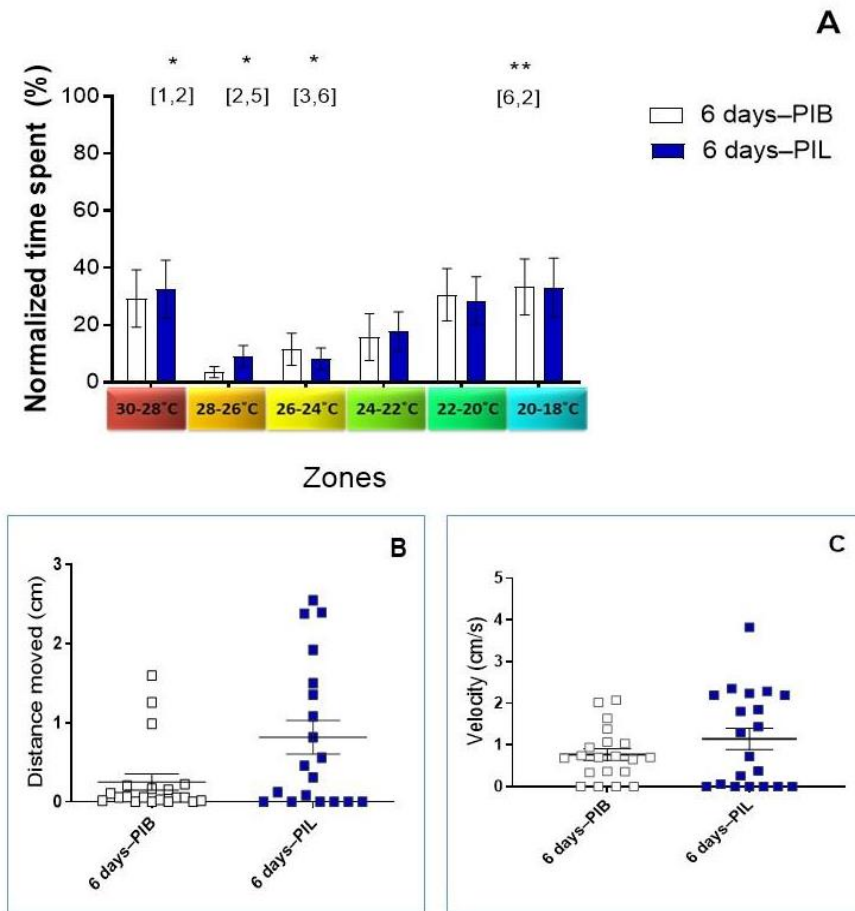 A
* * * **
[1,2] [2,5] [3,6] [6,2]
Normalized time spent (%)
100
80
60
40
20
0
6 days–PIB
6 days–PIL
30-28˚C 28-26˚C 26-24˚C 24-22˚C 22-20˚C 20-18˚C
Zones
B
Distance moved (cm)
3
2
1
0
6 days–PIB 6 days–PIL
C
Velocity (cm/s)
5
4
3
2
1
0
6 days–PIB 6 days–PIL